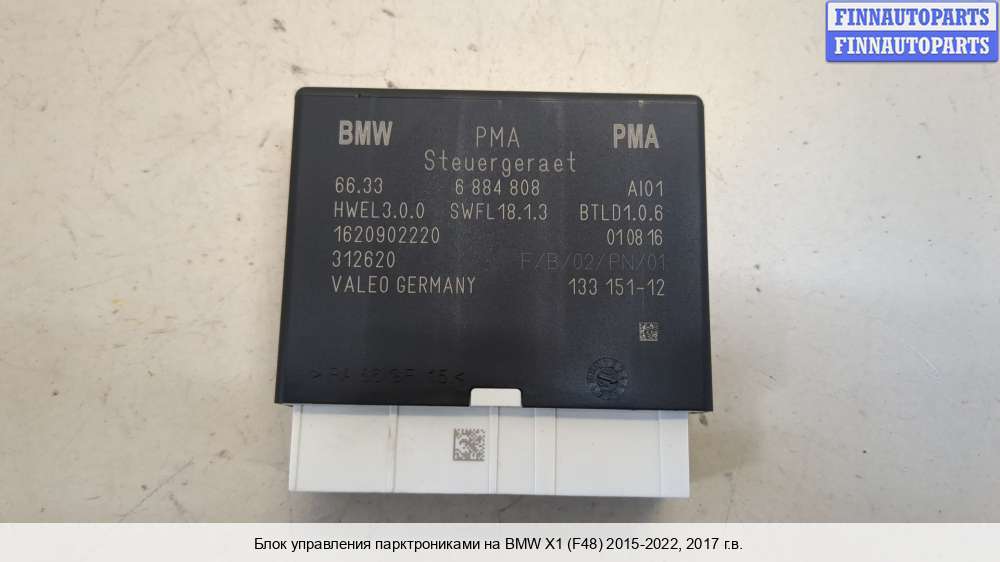 FINNAUTOPARTS
FINNAUTOPARTS
BMW PMA PMA
Steuergeraet
66.33 6 884 808 AI01
HWEL3.0.0 SWFL18.1.3 BTLD1.0.6
1620902220 010816
312620 F/B/02/PN/01
VALEO GERMANY 133 151-12
Блок управления парктрониками на BMW X1 (F48) 2015-2022, 2017 г.в.